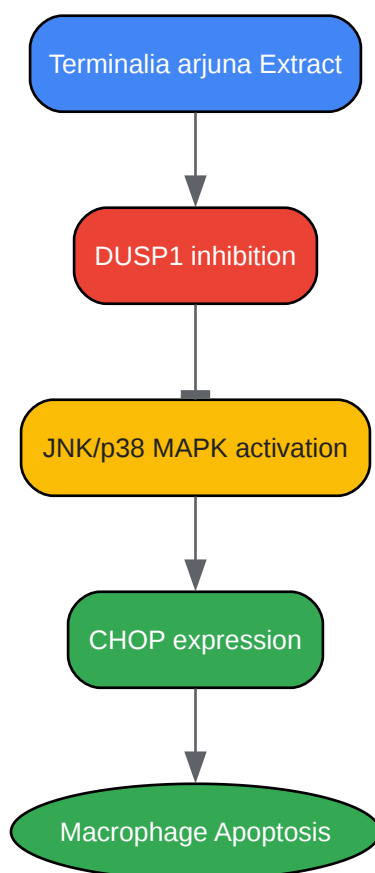 Terminalia arjuna Extract
DUSP1 inhibition
JNK/p38 MAPK activation
CHOP expression
Macrophage Apoptosis